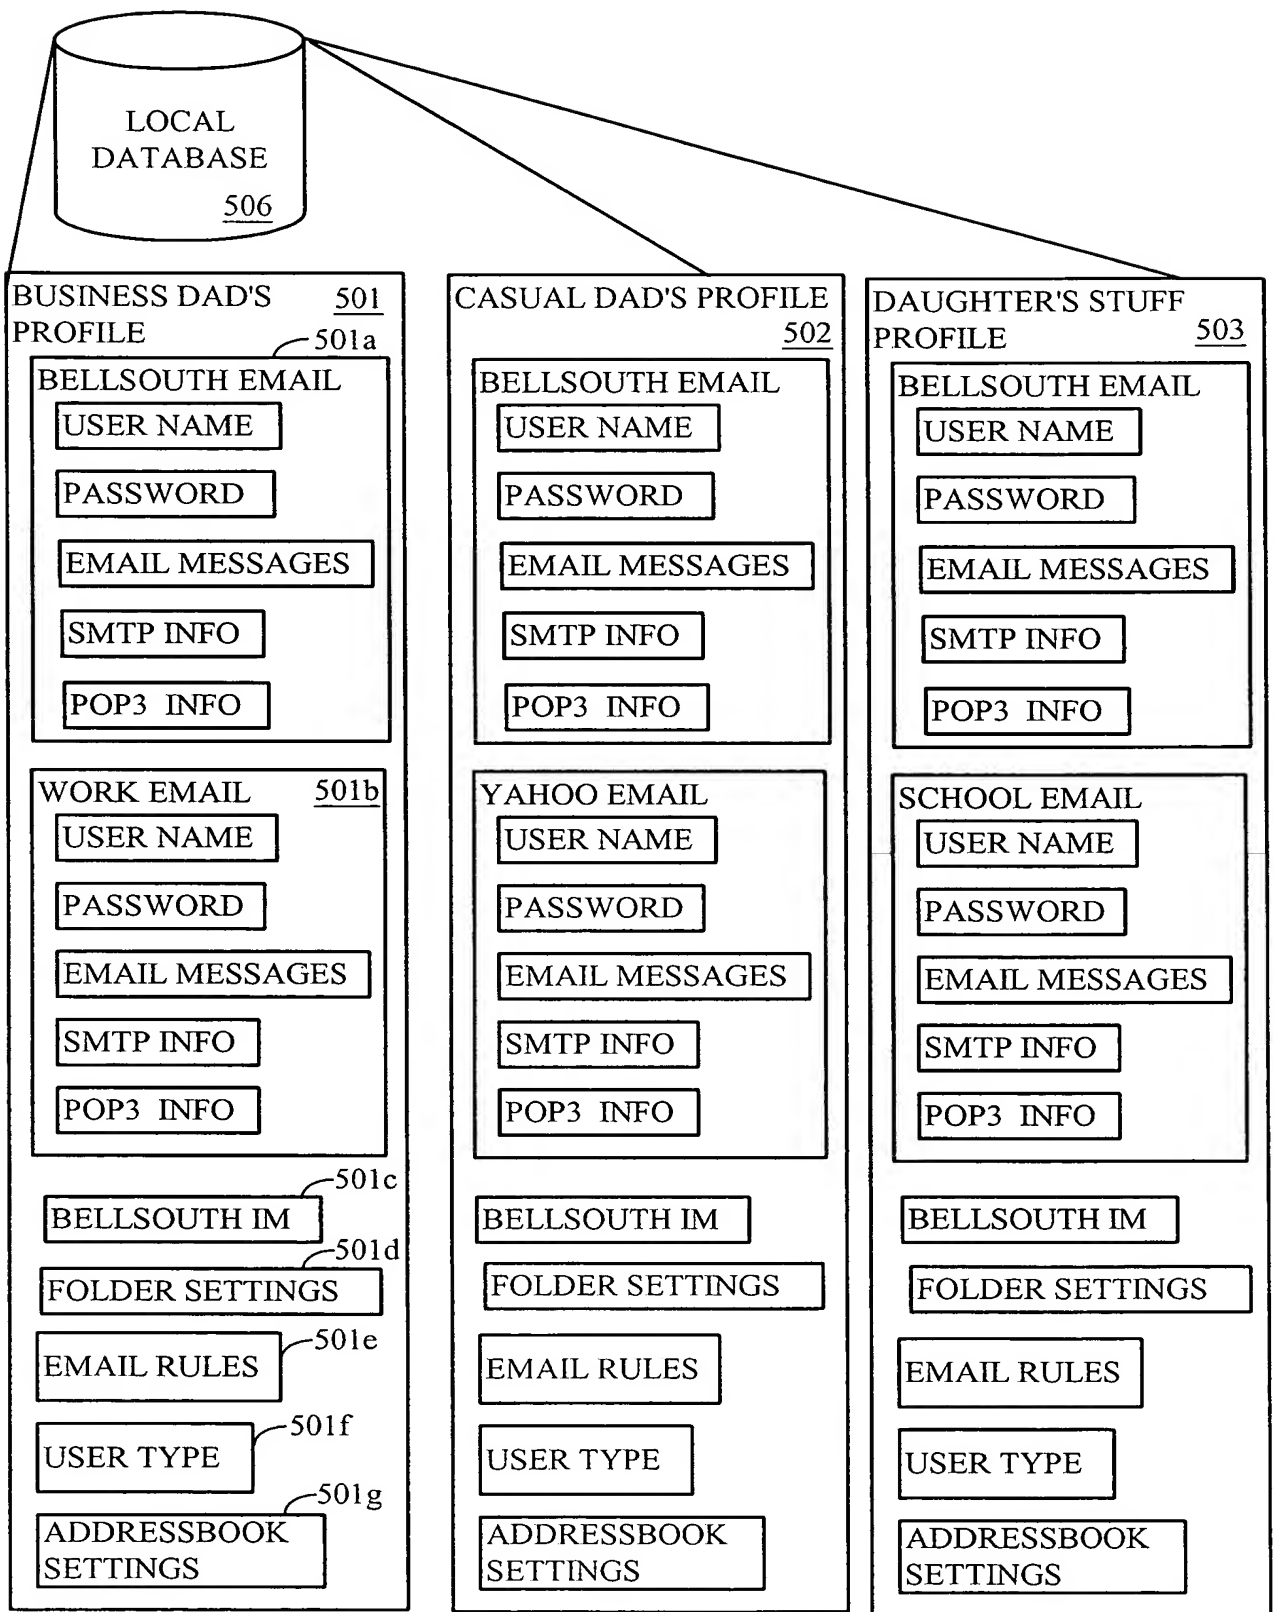 LOCAL
DATABASE
506
BUSINESS DAD'S
PROFILE
501
501a
BELLSOUTH EMAIL
USER NAME
PASSWORD
EMAIL MESSAGES
SMTP INFO
POP3 INFO
WORK EMAIL
501b
USER NAME
PASSWORD
EMAIL MESSAGES
SMTP INFO
POP3 INFO
501c
BELLSOUTH IM
501d
FOLDER SETTINGS
501e
EMAIL RULES
501f
USER TYPE
501g
ADDRESSBOOK
SETTINGS
CASUAL DAD'S PROFILE
502
BELLSOUTH EMAIL
USER NAME
PASSWORD
EMAIL MESSAGES
SMTP INFO
POP3 INFO
YAHOO EMAIL
USER NAME
PASSWORD
EMAIL MESSAGES
SMTP INFO
POP3 INFO
BELLSOUTH IM
FOLDER SETTINGS
EMAIL RULES
USER TYPE
ADDRESSBOOK
SETTINGS
DAUGHTER'S STUFF
PROFILE
503
BELLSOUTH EMAIL
USER NAME
PASSWORD
EMAIL MESSAGES
SMTP INFO
POP3 INFO
SCHOOL EMAIL
USER NAME
PASSWORD
EMAIL MESSAGES
SMTP INFO
POP3 INFO
BELLSOUTH IM
FOLDER SETTINGS
EMAIL RULES
USER TYPE
ADDRESSBOOK
SETTINGS